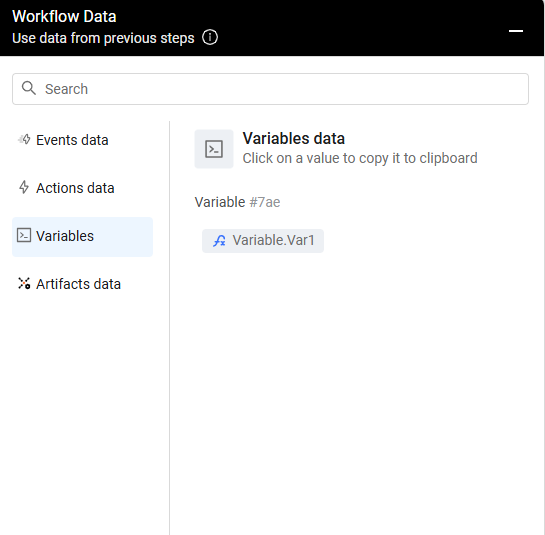 Workflow Data
Use data from previous steps
Search
Events data
Actions data
Variables
Artifacts data
Variables data
Click on a value to copy it to clipboard
Variable #7ae
Variable.Var1